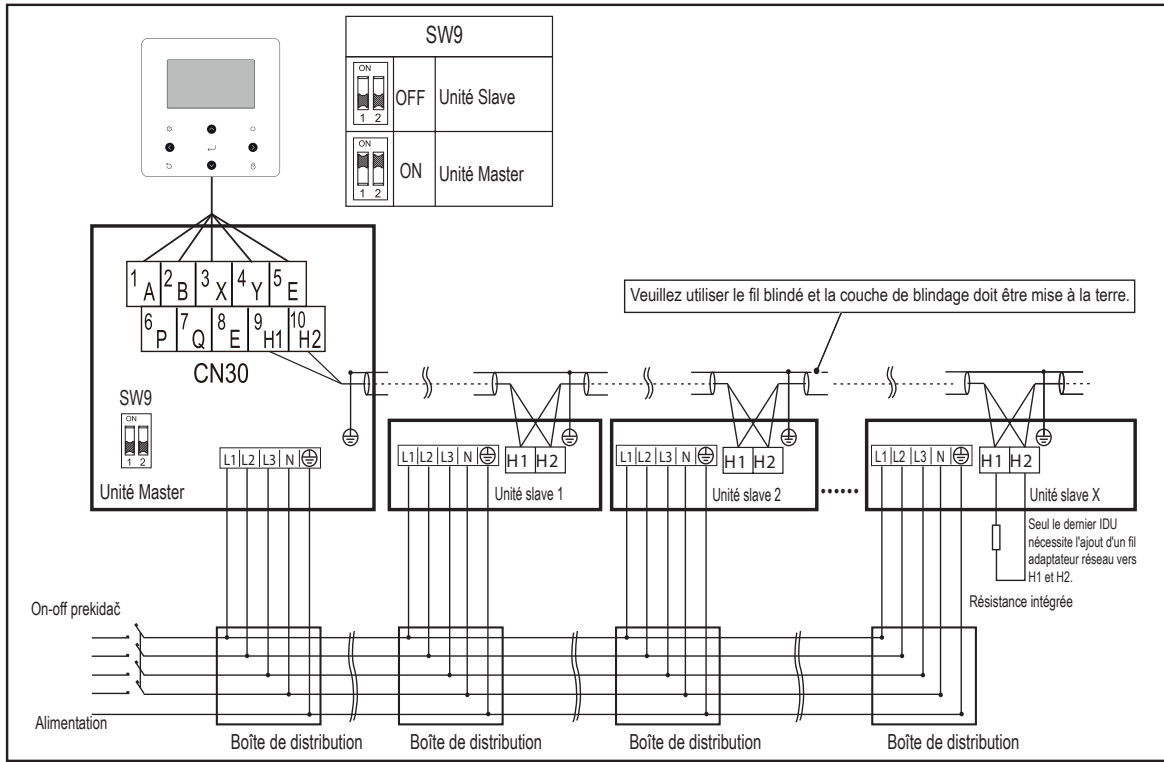 SW9
ON
1 2
OFF
Unité Slave
ON
1 2
ON
Unité Master
1 A 2 B 3 X 4 Y 5 E
6 P 7 Q 8 E 9 H1 10 H2
CN30
Veuillez utiliser le fil blindé et la couche de blindage doit être mise à la terre.
SW9
ON
1 2
Unité Master
L1 L2 L3 N
L1 L2 L3 N
H1 H2
Unité slave 1
L1 L2 L3 N
H1 H2
Unité slave 2
L1 L2 L3 N
H1 H2
Unité slave X
Seul le dernier IDU
nécessite l'ajout d'un fil
adaptateur réseau vers
H1 et H2.
Résistance intégrée
On-off prekidač
Alimentation
Boîte de distribution
Boîte de distribution
Boîte de distribution
Boîte de distribution